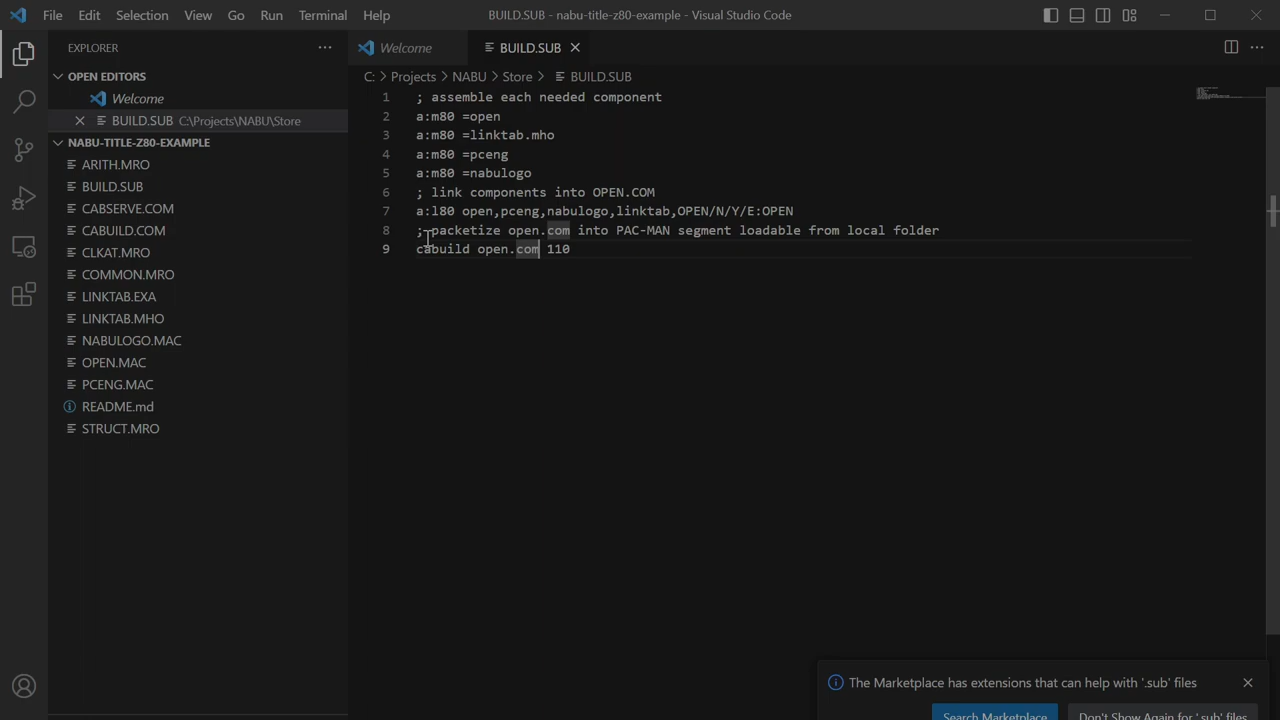 File Edit Selection View Go Run Terminal Help
BUILD.SUB - nabu-title-z80-example - Visual Studio Code
EXPLORER
OPEN EDITORS
Welcome
BUILD.SUB C:\Projects\NABU\Store
NABU-TITLE-Z80-EXAMPLE
ARITH.MRO
BUILD.SUB
CABSERVE.COM
CABUILD.COM
CLKAT.MRO
COMMON.MRO
LINKTAB.EXA
LINKTAB.MHO
NABULOGO.MAC
OPEN.MAC
PCENG.MAC
README.md
STRUCT.MRO
Welcome
BUILD.SUB
C: > Projects > NABU > Store > BUILD.SUB
1 ; assemble each needed component
2 a:m80 =open
3 a:m80 =linktab.mho
4 a:m80 =pceng
5 a:m80 =nabulogo
6 ; link components into OPEN.COM
7 a:l80 open,pceng,nabulogo,linktab,OPEN/N/Y/E:OPEN
8 ; packetize open.com into PAC-MAN segment loadable from local folder
9 cabuild open.com 110
The Marketplace has extensions that can help with '.sub' files
Search Marketplace
Don't Show Again for '.sub' files